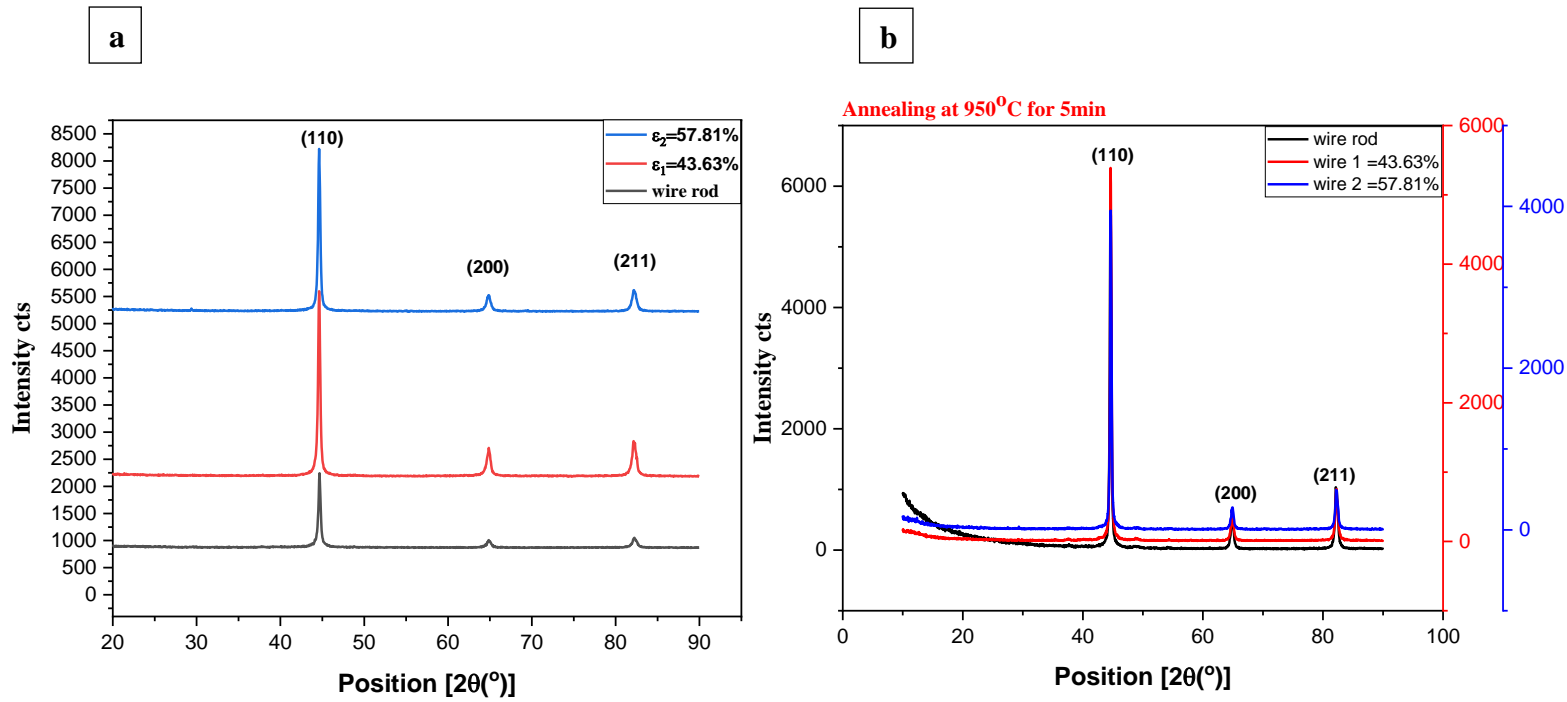 a
(110)
(200)
(211)
ε₂=57.81%
ε₁=43.63%
wire rod
8500
8000
7500
7000
6500
6000
5500
5000
4500
4000
3500
3000
2500
2000
1500
1000
500
0
Intensity cts
20 30 40 50 60 70 80 90
Position [2θ(°)]
b
Annealing at 950°C for 5min
(110)
(200)
(211)
wire rod
wire 1 =43.63%
wire 2 =57.81%
6000
4000
2000
0
Intensity cts
6000
4000
2000
0
4000
2000
0
0 20 40 60 80 100
Position [2θ(°)]